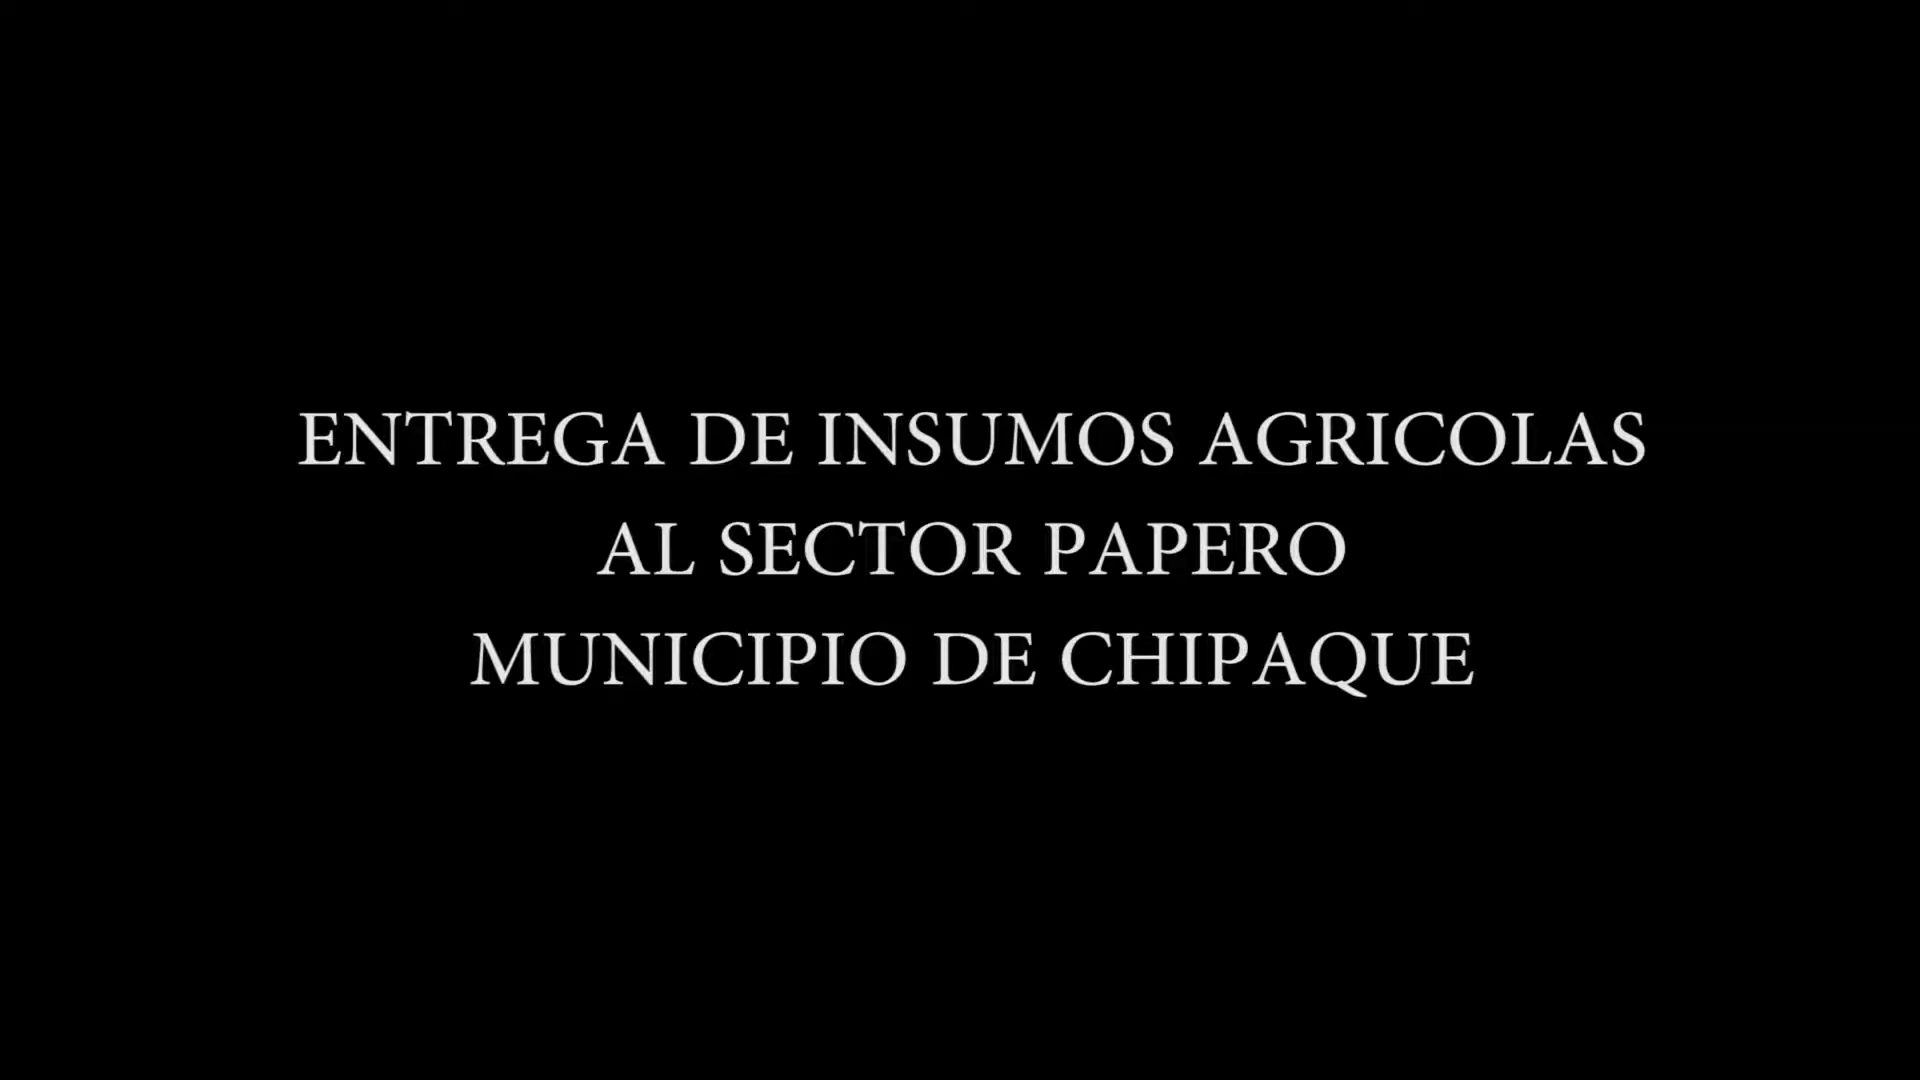 ENTREGA DE INSUMOS AGRICOLAS
AL SECTOR PAPERO
MUNICIPIO DE CHIPAQUE